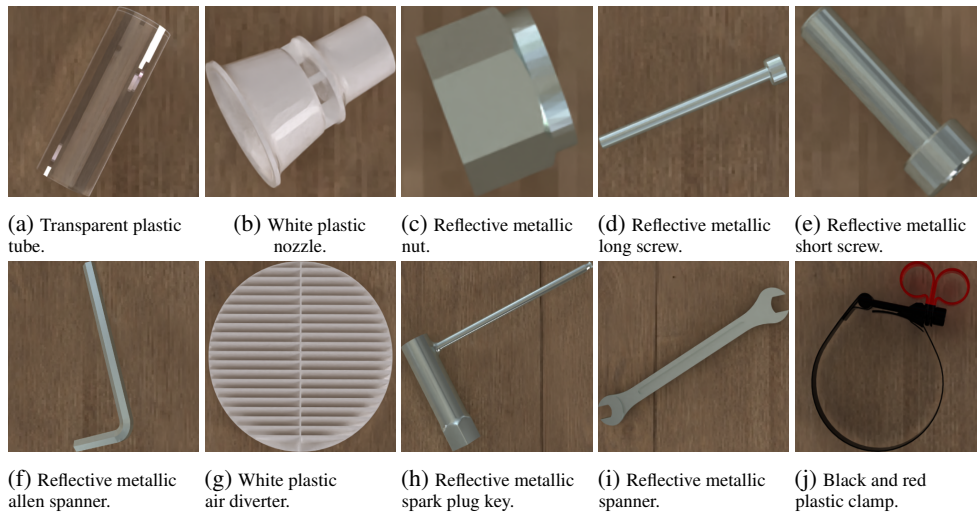 (a) Transparent plastic
tube.
(b) White plastic
nozzle.
(c) Reflective metallic
nut.
(d) Reflective metallic
long screw.
(e) Reflective metallic
short screw.
(f) Reflective metallic
allen spanner.
(g) White plastic
air diverter.
(h) Reflective metallic
spark plug key.
(i) Reflective metallic
spanner.
(j) Black and red
plastic clamp.